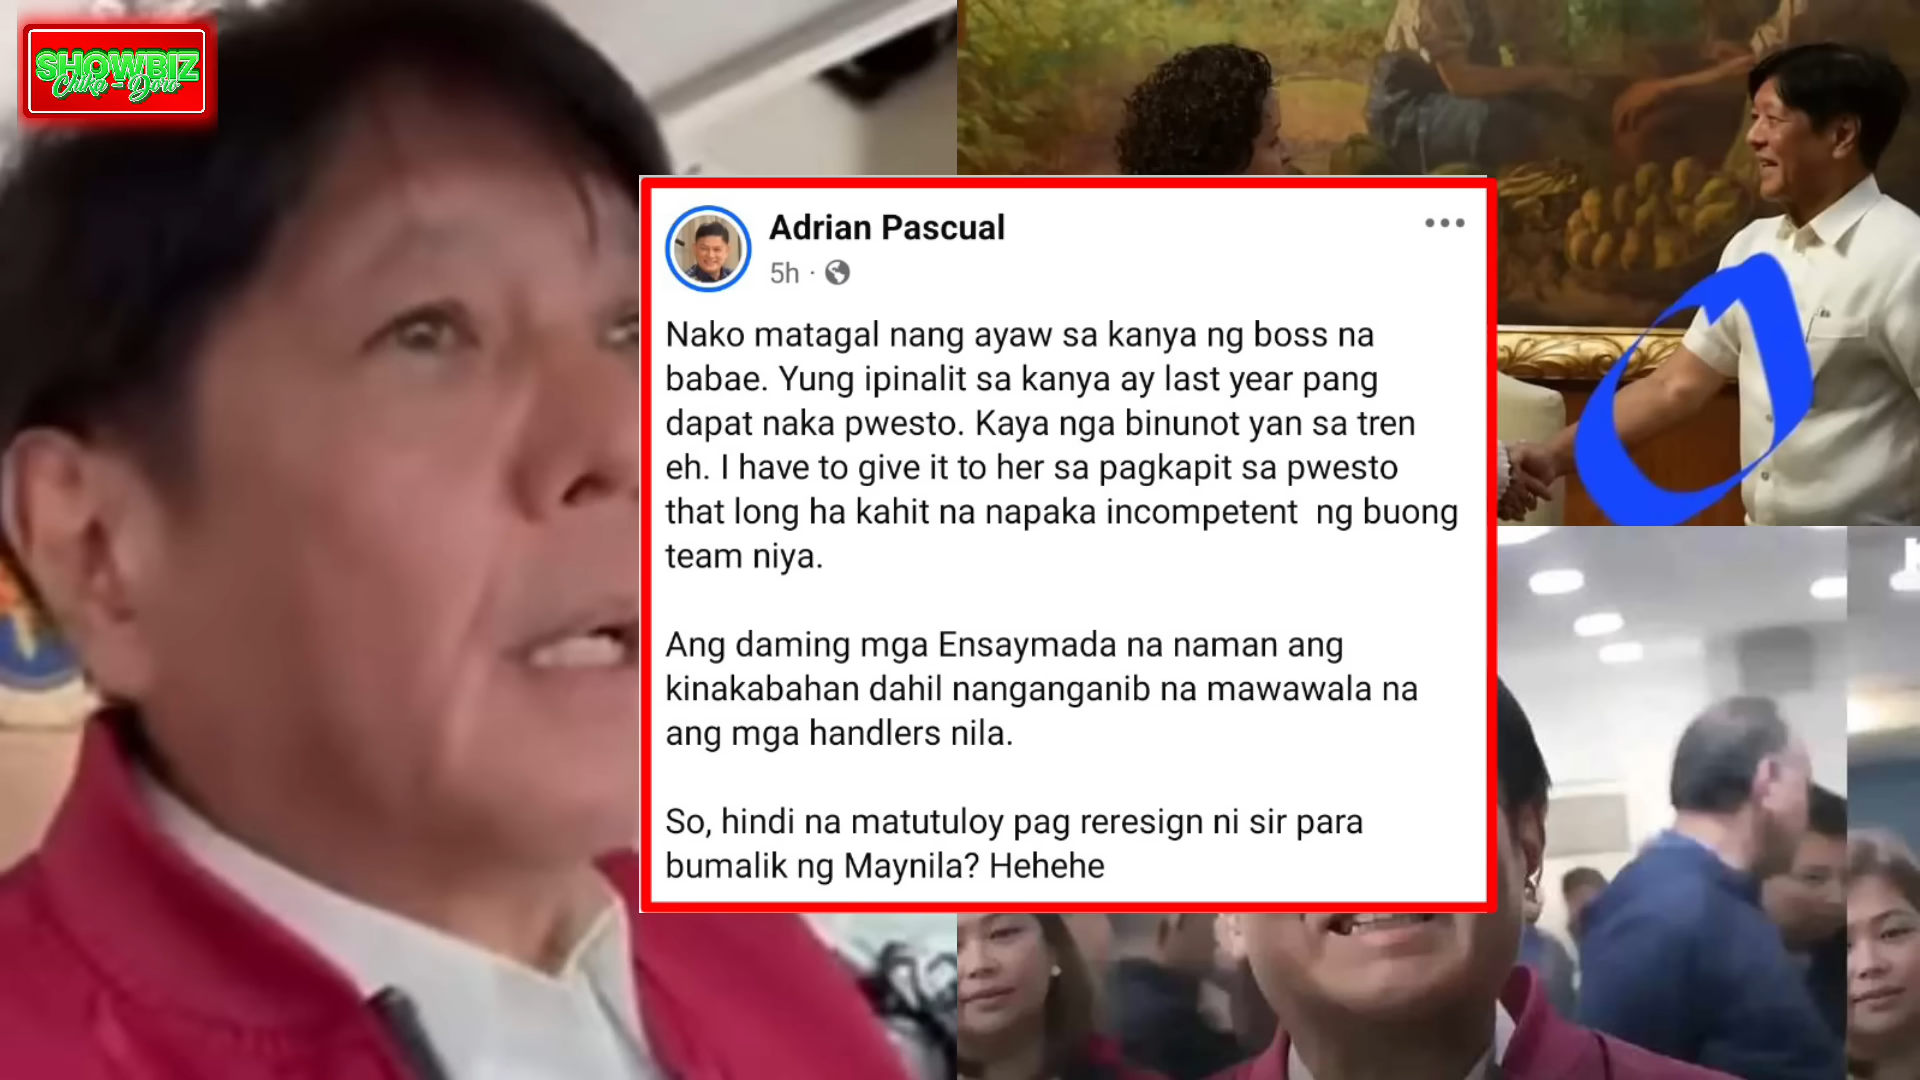 SHOWBIZ
Chika - Doro
Adrian Pascual
5h ·
Nako matagal nang ayaw sa kanya ng boss na
babae. Yung ipinalit sa kanya ay last year pang
dapat naka pwesto. Kaya nga binunot yan sa tren
eh. I have to give it to her sa pagkapit sa pwesto
that long ha kahit na napaka incompetent ng buong
team niya.
Ang daming mga Ensaymada na naman ang
kinakabahan dahil nanganganib na mawawala na
ang mga handlers nila.
So, hindi na matutuloy pag reresign ni sir para
bumalik ng Maynila? Hehehe